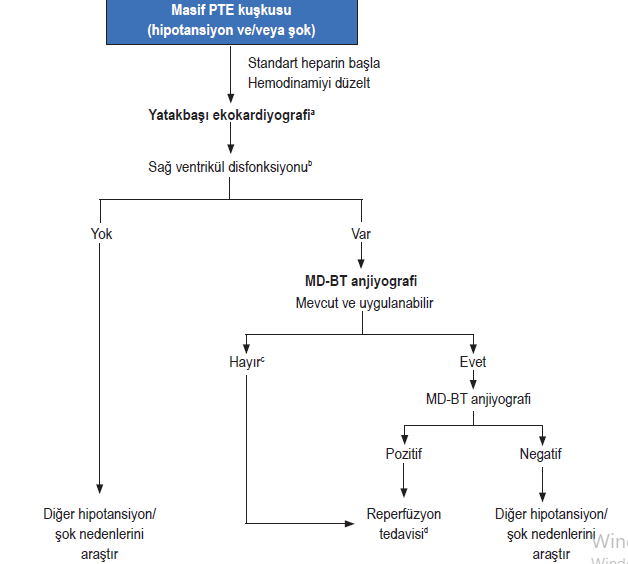 Masif PTE kuşkusu
(hipotansiyon ve/veya şok)
Standart heparin başla
Hemodinamiyi düzelt
Yatakbaşı ekokardiyografiᵃ
Sağ ventrikül disfonksiyonuᵇ
Yok
Var
MD-BT anjiyografi
Mevcut ve uygulanabilir
Hayırᶜ
Evet
MD-BT anjiyografi
Pozitif
Negatif
Diğer hipotansiyon/
şok nedenlerini
araştır
Reperfüzyon
tedavisiᵈ
Diğer hipotansiyon/
şok nedenlerini
araştır